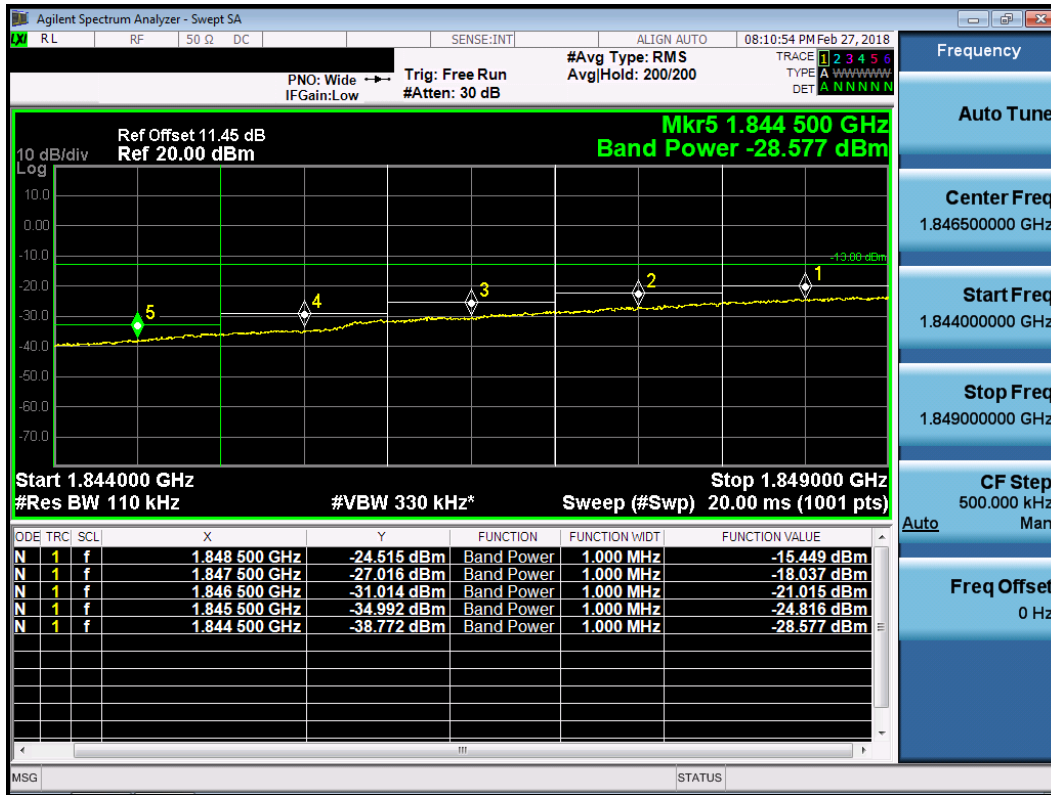 Agilent Spectrum Analyzer - Swept SA
LXI RL RF 50 Ω DC SENSE:INT ALIGN AUTO 08:10:54 PM Feb 27, 2018
#Avg Type: RMS TRACE 1 2 3 4 5 6
PNO: Wide Trig: Free Run Avg|Hold: 200/200 TYPE A WWWWW
IFGain:Low #Atten: 30 dB DET A N N N N N
Mkr5 1.844 500 GHz
Ref Offset 11.45 dB
10 dB/div Ref 20.00 dBm Band Power -28.577 dBm
Log
10.0
0.00
-10.0
-13.00 dBm
-20.0
-30.0
-40.0
-50.0
-60.0
-70.0
5 4 3 2 1
Start 1.844000 GHz Stop 1.849000 GHz
#Res BW 110 kHz #VBW 330 kHz* Sweep (#Swp) 20.00 ms (1001 pts)
ODE TRC SCL X Y FUNCTION FUNCTION WIDT FUNCTION VALUE
N 1 f 1.848 500 GHz -24.515 dBm Band Power 1.000 MHz -15.449 dBm
N 1 f 1.847 500 GHz -27.016 dBm Band Power 1.000 MHz -18.037 dBm
N 1 f 1.846 500 GHz -31.014 dBm Band Power 1.000 MHz -21.015 dBm
N 1 f 1.845 500 GHz -34.992 dBm Band Power 1.000 MHz -24.816 dBm
N 1 f 1.844 500 GHz -38.772 dBm Band Power 1.000 MHz -28.577 dBm
MSG STATUS
Frequency
Auto Tune
Center Freq
1.846500000 GHz
Start Freq
1.844000000 GHz
Stop Freq
1.849000000 GHz
CF Step
500.000 kHz
Auto Man
Freq Offset
0 Hz